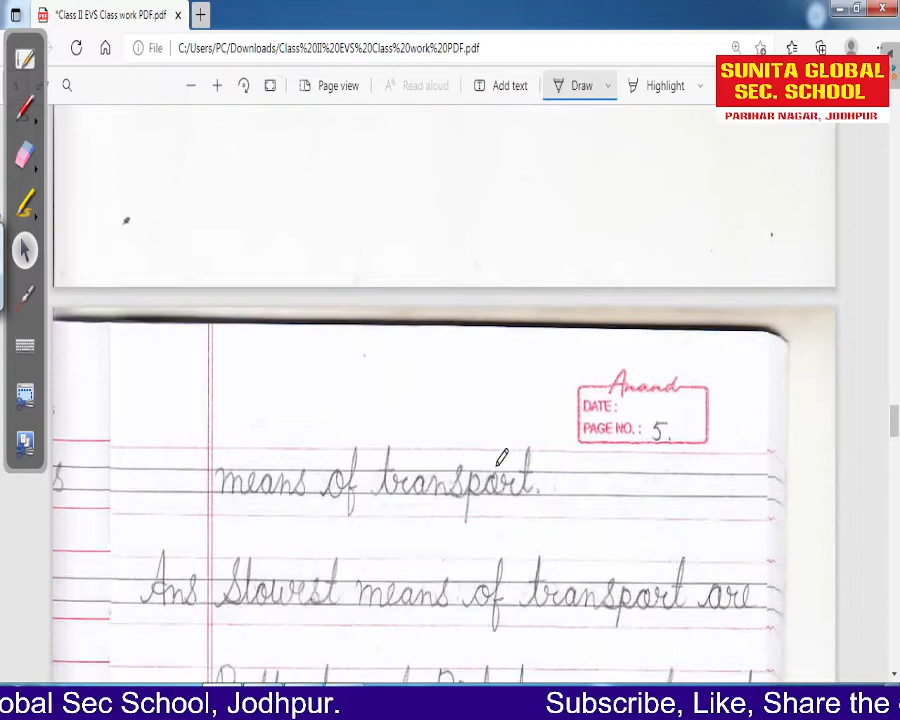 *Class II EVS Class work PDF.pdf
File C:/Users/PC/Downloads/Class%20II%20EVS%20Class%20work%20PDF.pdf
Page view Read aloud Add text Draw Highlight
SUNITA GLOBAL
SEC. SCHOOL
PARIHAR NAGAR, JODHPUR
Anand
DATE:
PAGE NO.: 5.
s means of transport.
Ans Slowest means of transport are
obal Sec School, Jodhpur. Subscribe, Like, Share the